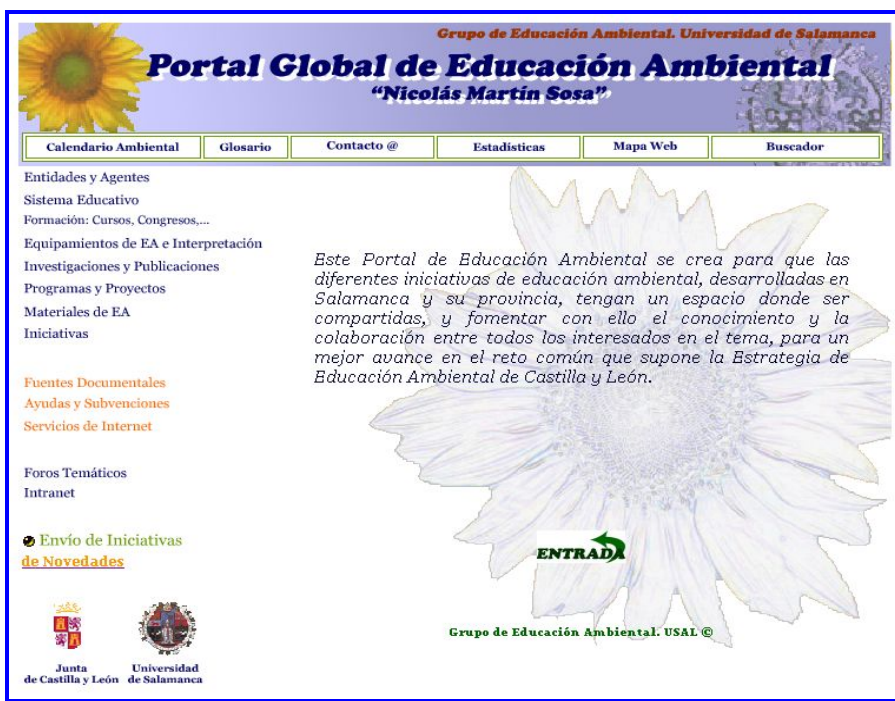 Grupo de Educación Ambiental. Universidad de Salamanca
Portal Global de Educación Ambiental
“Nicolás Martín Sosa”
Calendario Ambiental Glosario Contacto @ Estadísticas Mapa Web Buscador
Entidades y Agentes
Sistema Educativo
Formación: Cursos, Congresos,...
Equipamientos de EA e Interpretación
Investigaciones y Publicaciones
Programas y Proyectos
Materiales de EA
Iniciativas
Fuentes Documentales
Ayudas y Subvenciones
Servicios de Internet
Foros Temáticos
Intranet
Envío de Iniciativas
de Novedades
Junta
de Castilla y León
Universidad
de Salamanca
Este Portal de Educación Ambiental se crea para que las
diferentes iniciativas de educación ambiental, desarrolladas en
Salamanca y su provincia, tengan un espacio donde ser
compartidas, y fomentar con ello el conocimiento y la
colaboración entre todos los interesados en el tema, para un
mejor avance en el reto común que supone la Estrategia de
Educación Ambiental de Castilla y León.
ENTRADA
Grupo de Educación Ambiental. USAL ©